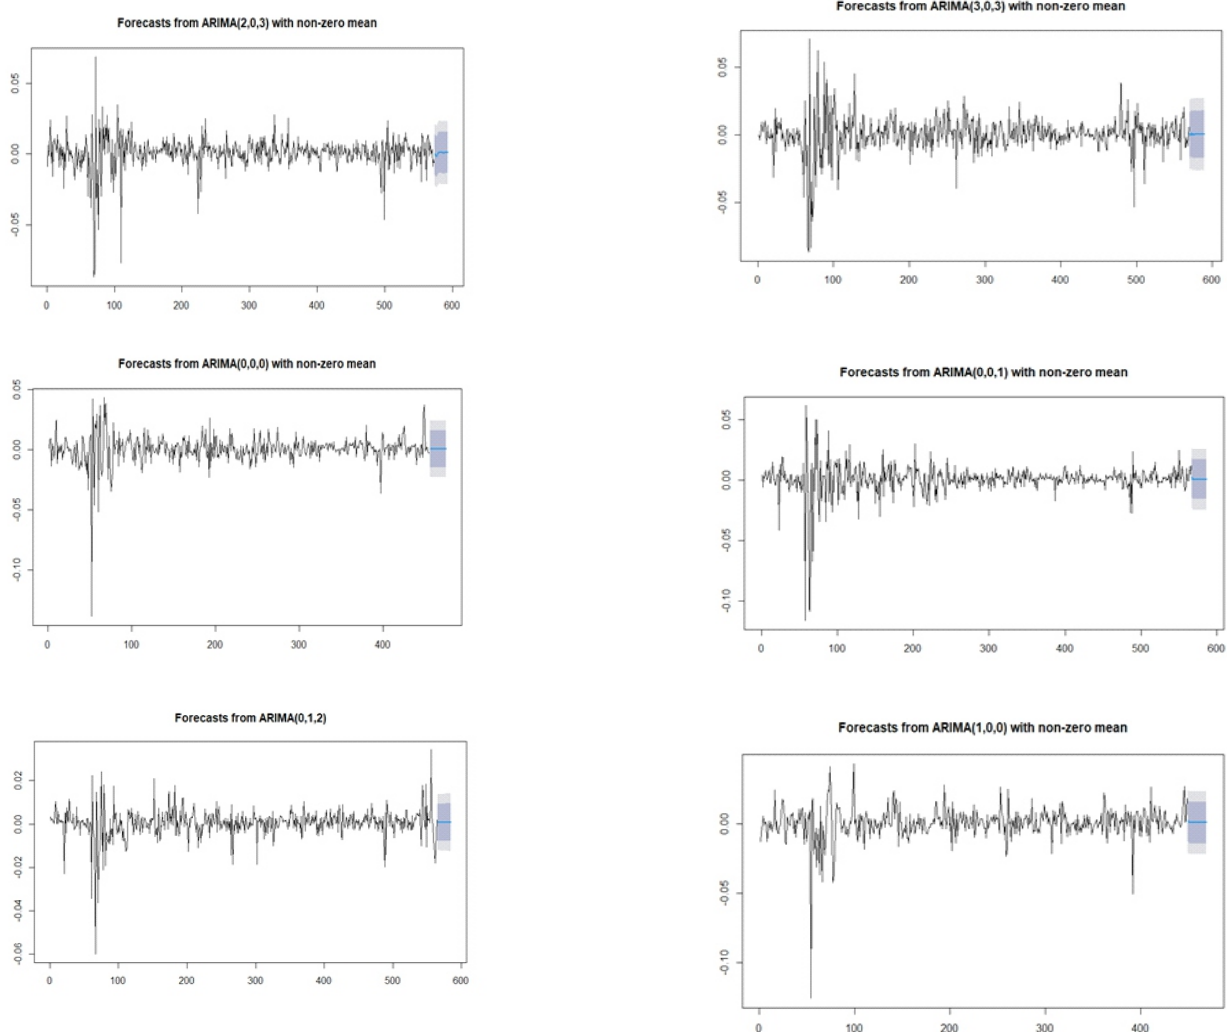 Forecasts from ARIMA(2,0,3) with non-zero mean
0.05
0.00
-0.05
0 100 200 300 400 500 600
Forecasts from ARIMA(3,0,3) with non-zero mean
0.05
0.00
-0.05
0 100 200 300 400 500 600
Forecasts from ARIMA(0,0,0) with non-zero mean
0.05
0.00
-0.05
-0.10
0 100 200 300 400
Forecasts from ARIMA(0,0,1) with non-zero mean
0.05
0.00
-0.05
-0.10
0 100 200 300 400 500 600
Forecasts from ARIMA(0,1,2)
0.02
0.00
-0.02
-0.04
-0.06
0 100 200 300 400 500 600
Forecasts from ARIMA(1,0,0) with non-zero mean
0.00
-0.05
-0.10
0 100 200 300 400